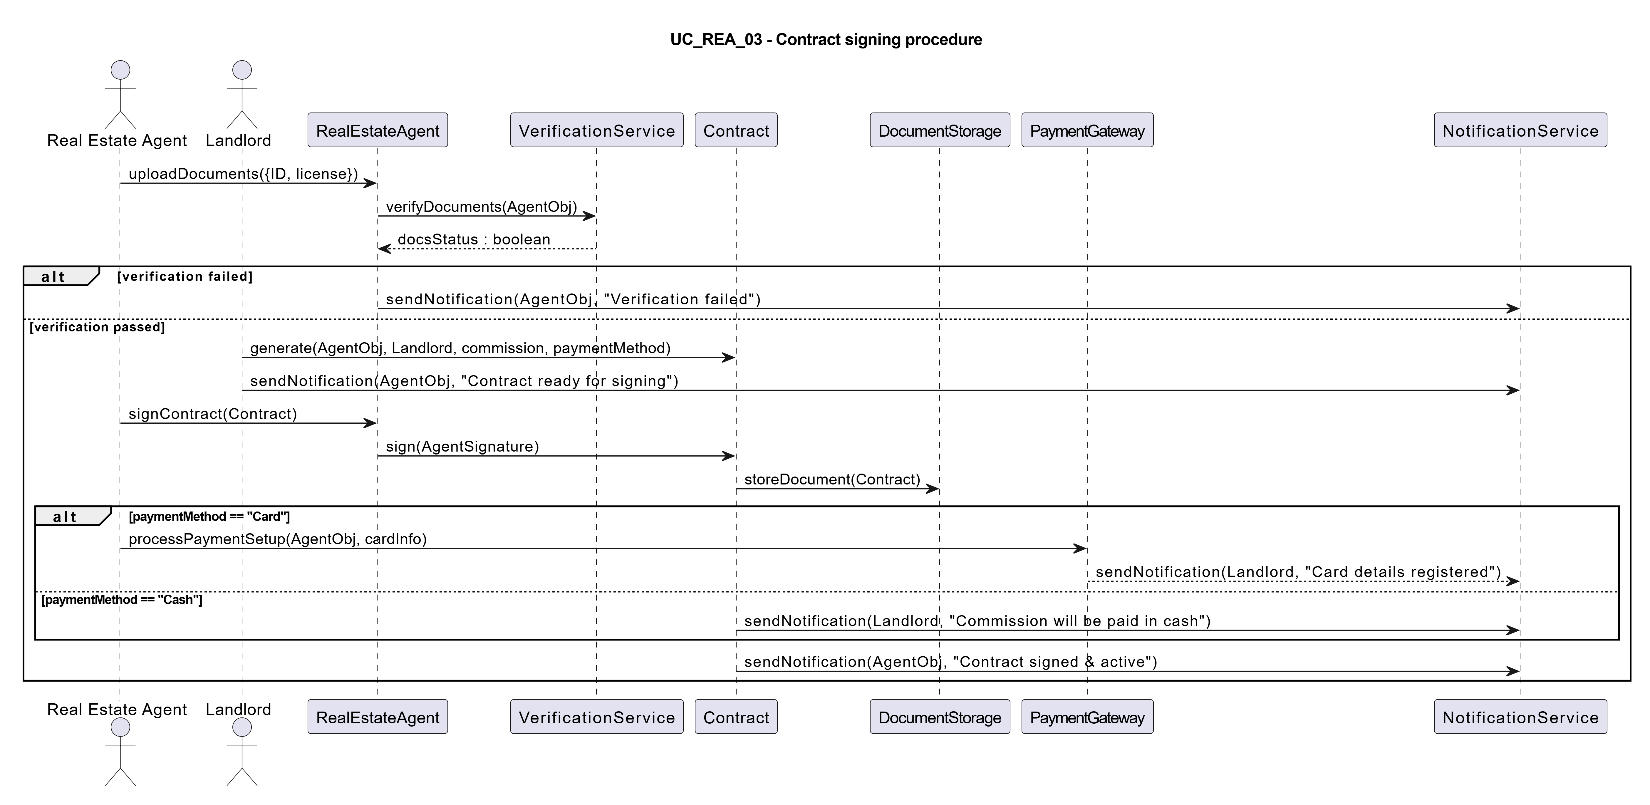 UC_REA_03 - Contract signing procedure
Real Estate Agent
Landlord
RealEstateAgent
VerificationService
Contract
DocumentStorage
PaymentGateway
NotificationService
uploadDocuments({ID, license})
verifyDocuments(AgentObj)
docsStatus : boolean
alt
[verification failed]
sendNotification(AgentObj, "Verification failed")
[verification passed]
generate(AgentObj, Landlord, commission, paymentMethod)
sendNotification(AgentObj, "Contract ready for signing")
signContract(Contract)
sign(AgentSignature)
storeDocument(Contract)
alt
[paymentMethod == "Card"]
processPaymentSetup(AgentObj, cardInfo)
sendNotification(Landlord, "Card details registered")
[paymentMethod == "Cash"]
sendNotification(Landlord, "Commission will be paid in cash")
sendNotification(AgentObj, "Contract signed & active")
Real Estate Agent
Landlord
RealEstateAgent
VerificationService
Contract
DocumentStorage
PaymentGateway
NotificationService